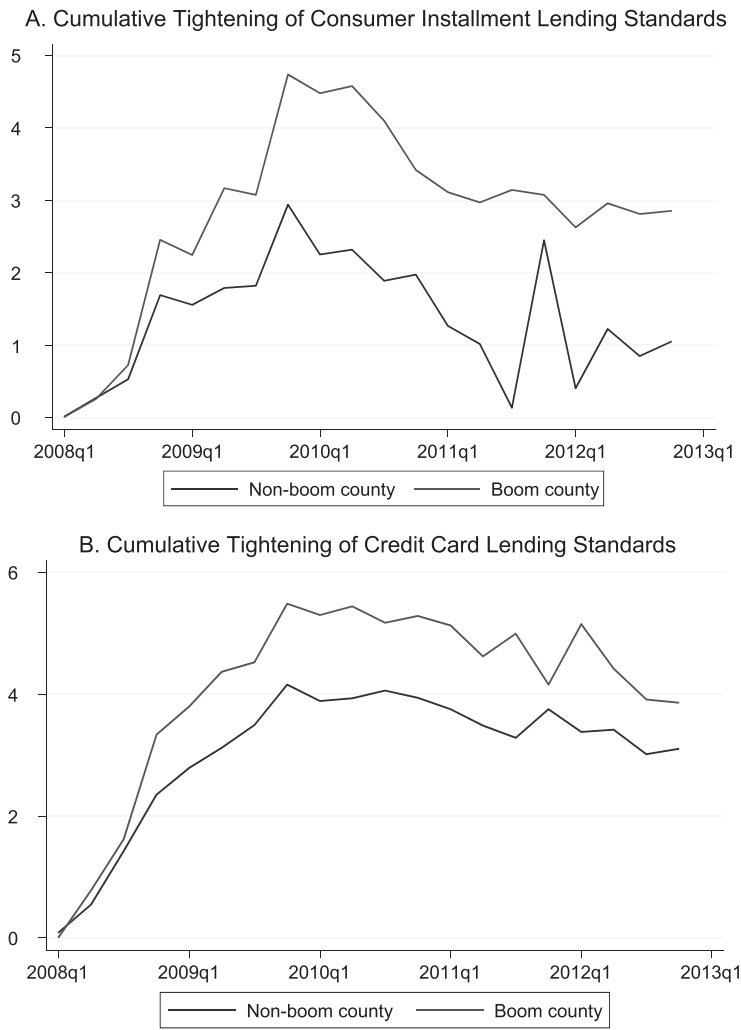 A. Cumulative Tightening of Consumer Installment Lending Standards
5
4
3
2
1
0
2008q1 2009q1 2010q1 2011q1 2012q1 2013q1
Non-boom county Boom county
B. Cumulative Tightening of Credit Card Lending Standards
6
4
2
0
2008q1 2009q1 2010q1 2011q1 2012q1 2013q1
Non-boom county Boom county